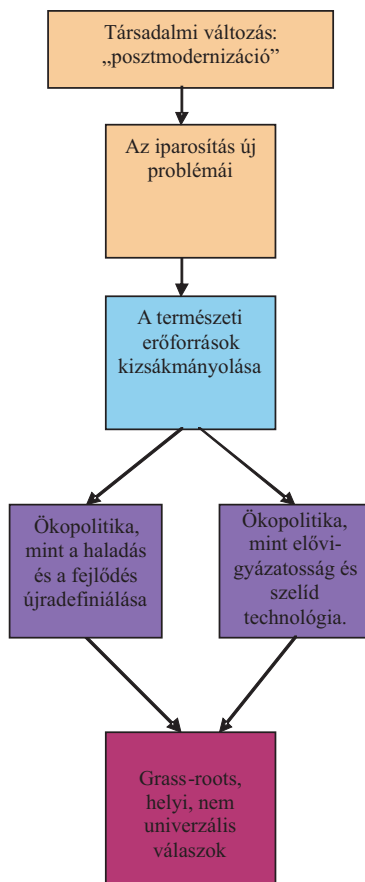 Társadalmi változás:
„posztmodernizáció”
Az iparosítás új
problémái
A természeti
erőforrások
kizsákmányolása
Ökopolitika,
mint a haladás
és a fejlődés
újradefiniálása
Ökopolitika,
mint elővi-
gyázatosság és
szelíd
technológia.
Grass-roots,
helyi, nem
univerzális
válaszok